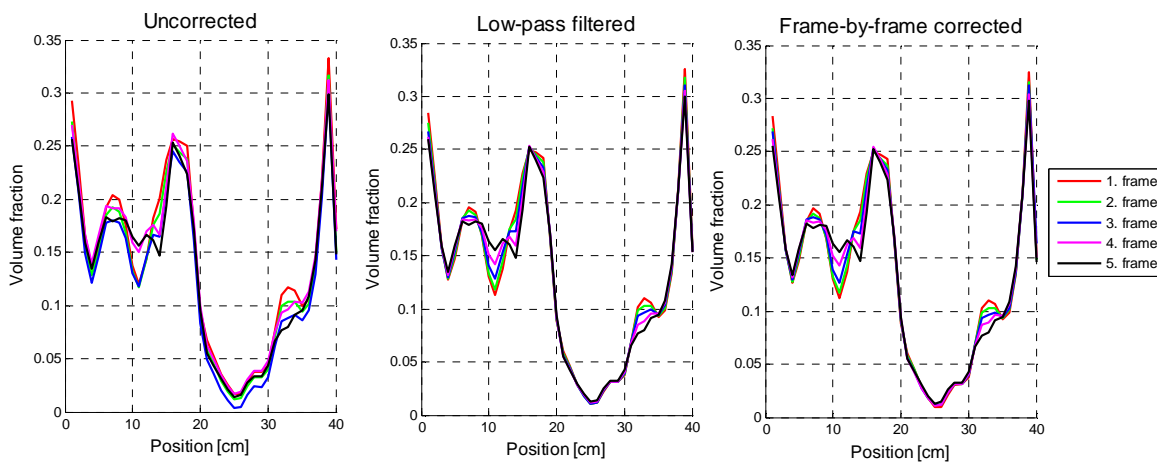 Uncorrected
0.35
0.3
0.25
0.2
0.15
0.1
0.05
0
0 10 20 30 40
Volume fraction
Position [cm]
Low-pass filtered
0.35
0.3
0.25
0.2
0.15
0.1
0.05
0
0 10 20 30 40
Volume fraction
Position [cm]
Frame-by-frame corrected
0.35
0.3
0.25
0.2
0.15
0.1
0.05
0
0 10 20 30 40
Volume fraction
Position [cm]
1. frame
2. frame
3. frame
4. frame
5. frame